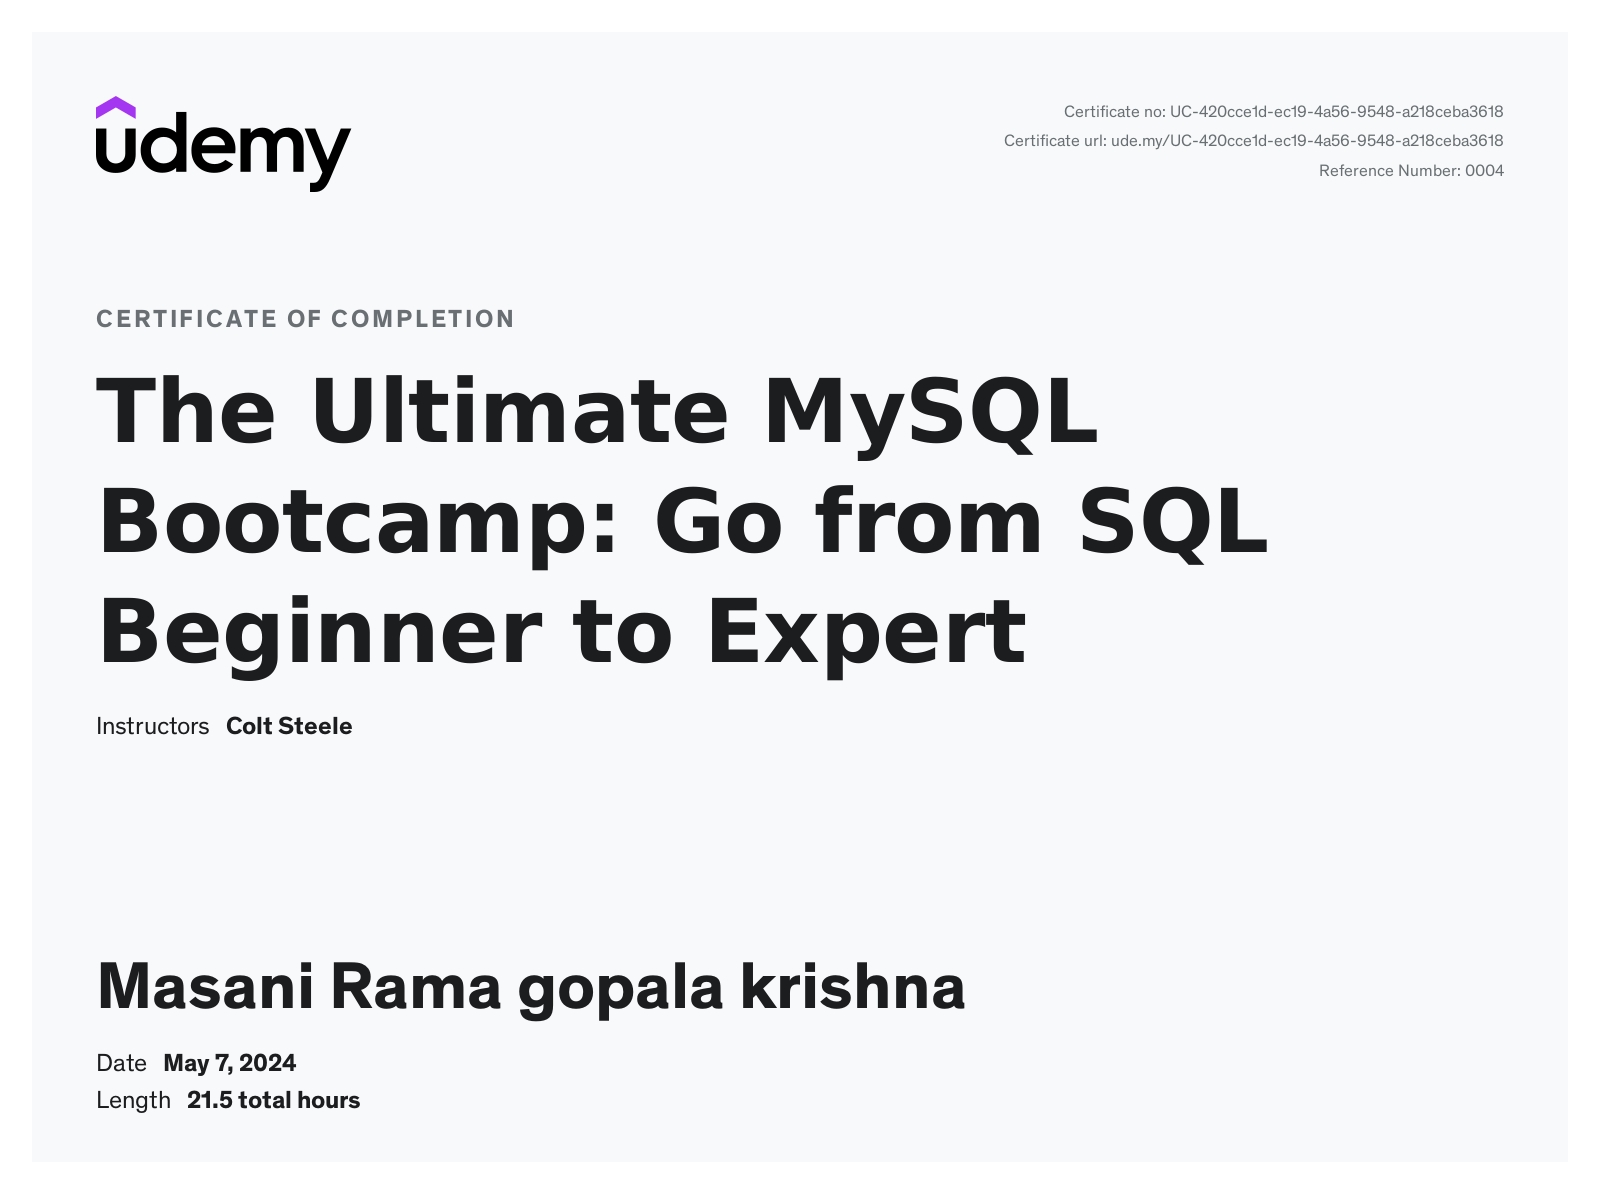 udemy
Certificate no: UC-420cce1d-ec19-4a56-9548-a218ceba3618
Certificate url: ude.my/UC-420cce1d-ec19-4a56-9548-a218ceba3618
Reference Number: 0004
CERTIFICATE OF COMPLETION
The Ultimate MySQL
Bootcamp: Go from SQL
Beginner to Expert
Instructors Colt Steele
Masani Rama gopala krishna
Date May 7, 2024
Length 21.5 total hours